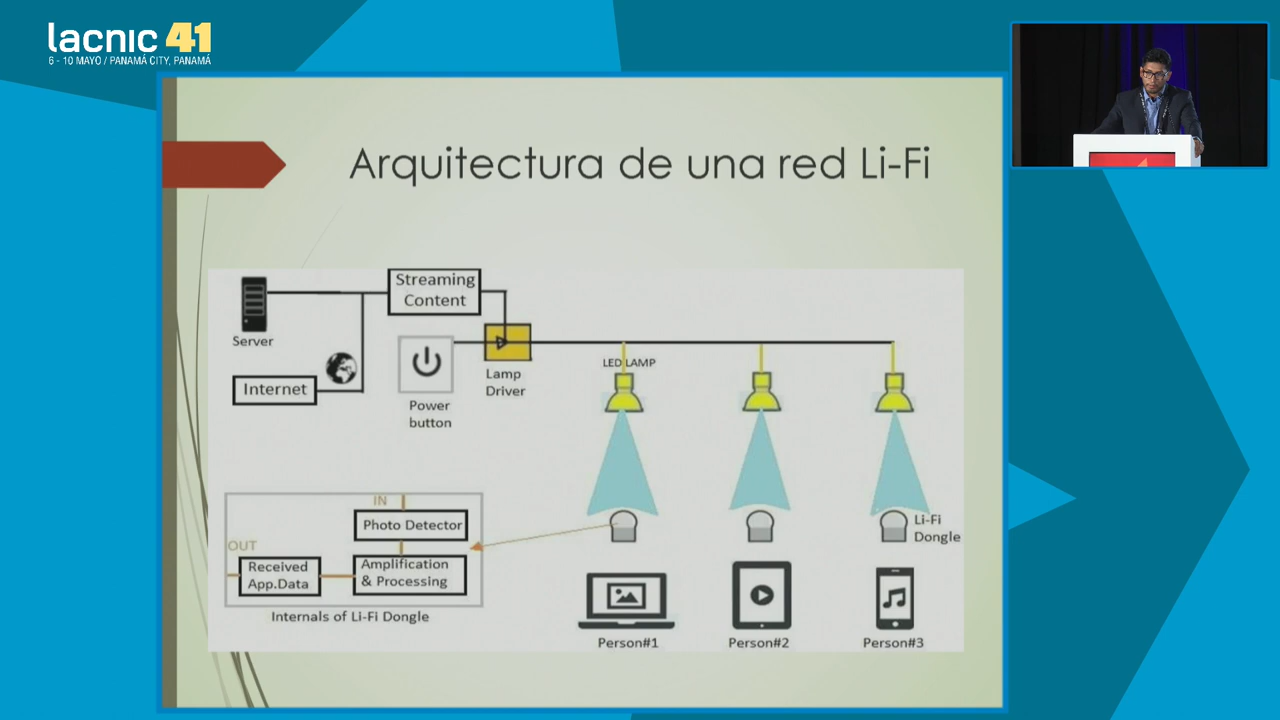 lacnic 41
6 - 10 MAYO / PANAMÁ CITY, PANAMÁ
Arquitectura de una red Li-Fi
Streaming
Content
Server
Internet
Power
button
Lamp
Driver
LED LAMP
IN
Photo Detector
OUT
Received
App.Data
Amplification
& Processing
Internals of Li-Fi Dongle
Li-Fi
Dongle
Person#1
Person#2
Person#3